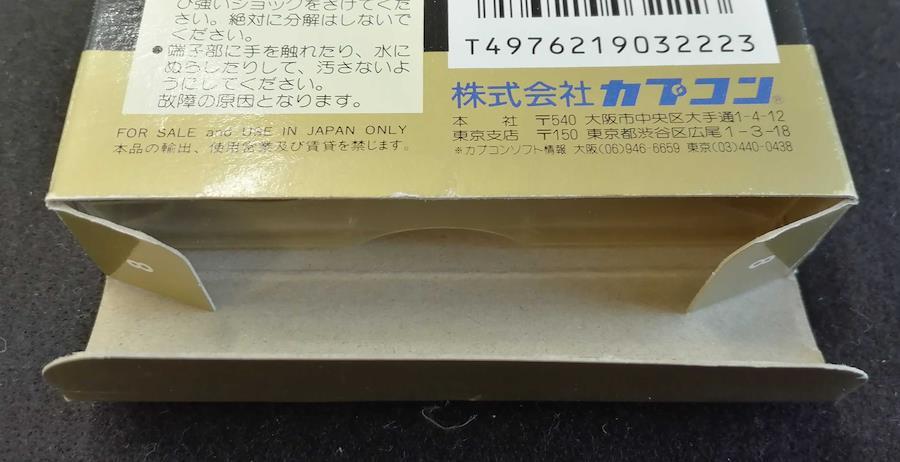 び強いショックをさけてくだ
さい。絶対に分解はしないで
ください。
●端子部に手を触れたり、水に
ぬらしたりして、汚さないよ
うにしてください。
故障の原因となります。
FOR SALE and USE IN JAPAN ONLY
本品の輸出、使用営業及び賃貸を禁じます。
T4976219032223
株式会社 カプコン®
本 社 〒540 大阪市中央区大手通1-4-12
東京支店 〒150 東京都渋谷区広尾1-3-18
※カプコンソフト情報 大阪(06)946-6659 東京(03)440-0438
8
8